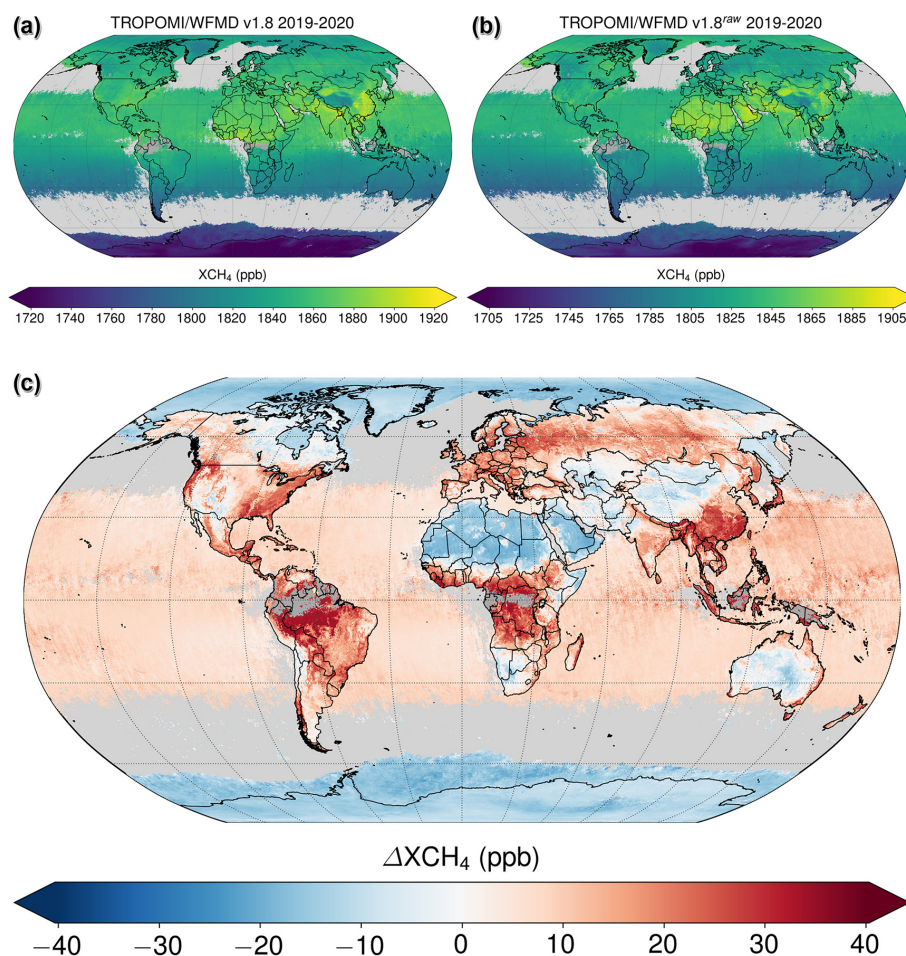 (a)
TROPOMI/WFMD v1.8 2019-2020
(b)
TROPOMI/WFMD v1.8raw 2019-2020
XCH₄ (ppb)
1720 1740 1760 1780 1800 1820 1840 1860 1880 1900 1920
XCH₄ (ppb)
1705 1725 1745 1765 1785 1805 1825 1845 1865 1885 1905
(c)
ΔXCH₄ (ppb)
−40 −30 −20 −10 0 10 20 30 40